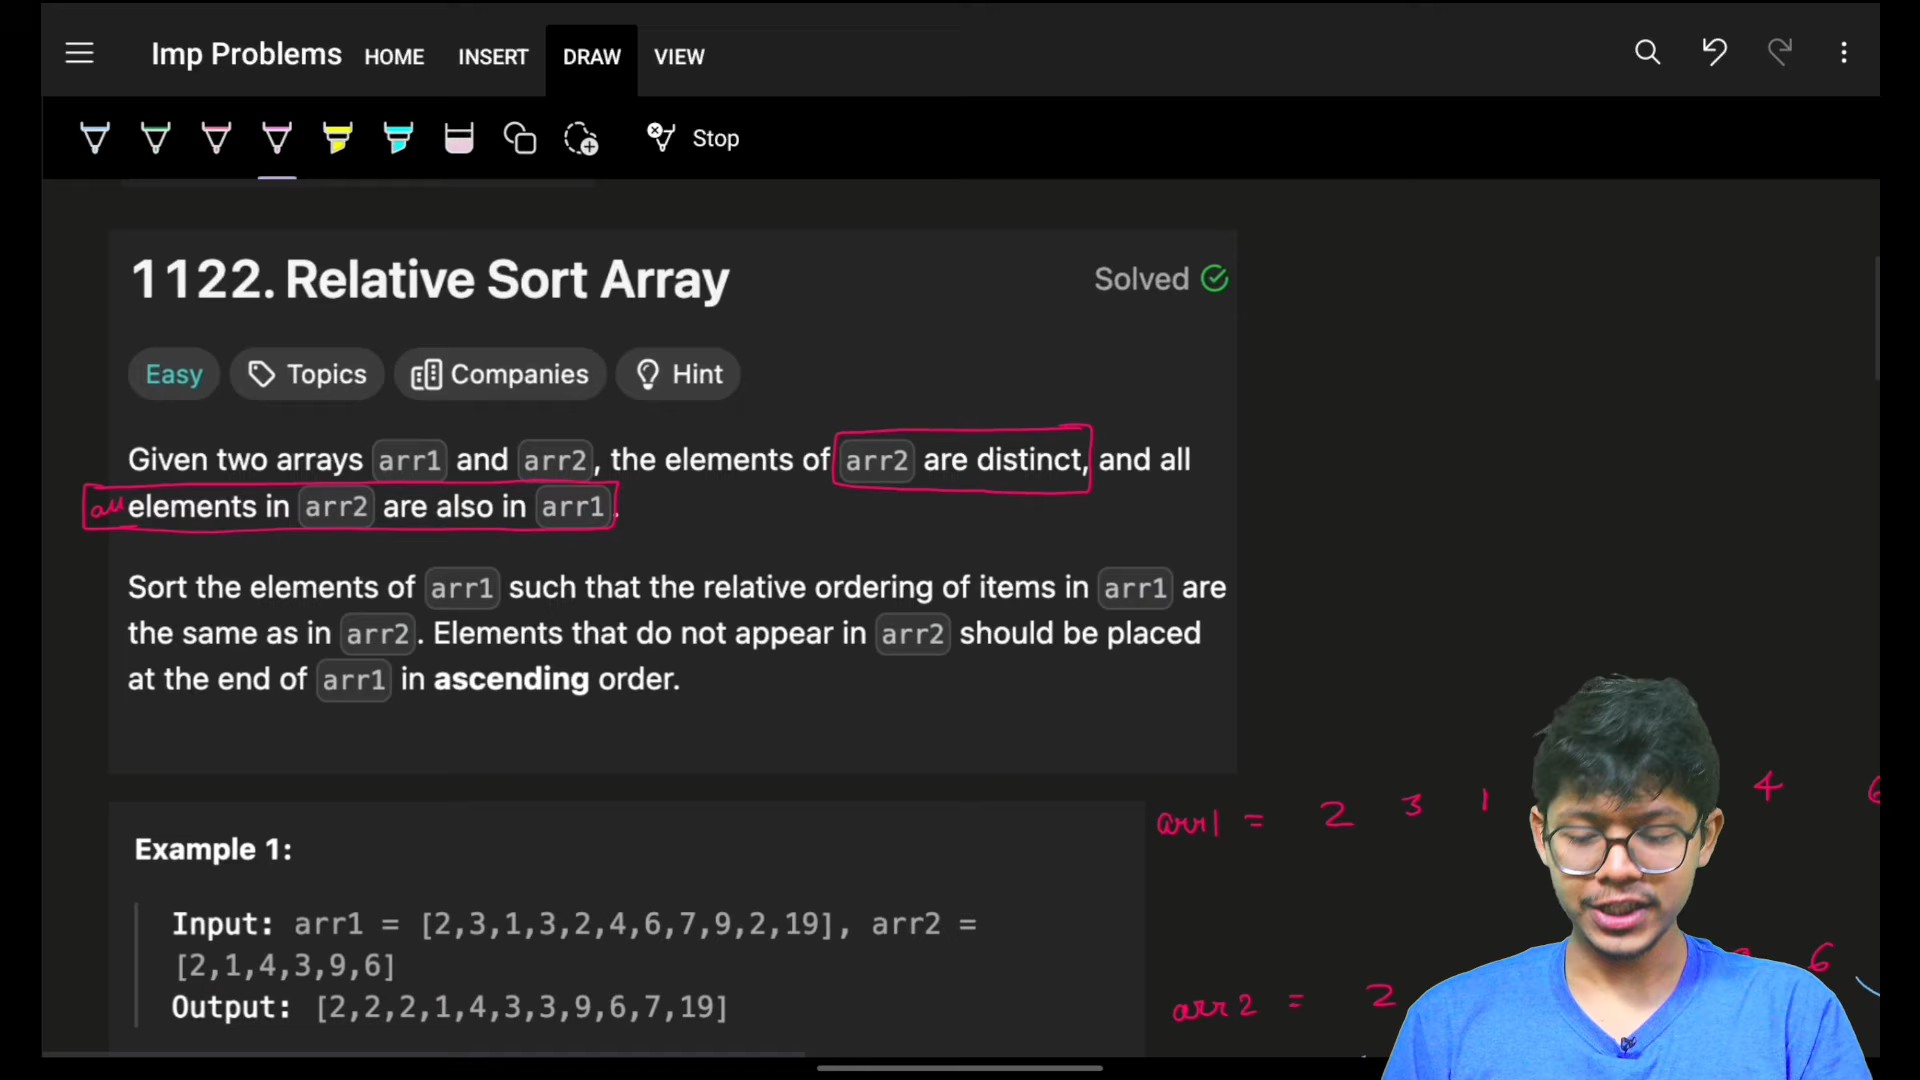 Imp Problems HOME INSERT DRAW VIEW
Stop
1122. Relative Sort Array
Solved
Easy Topics Companies Hint
Given two arrays arr1 and arr2, the elements of arr2 are distinct, and all
all elements in arr2 are also in arr1.
Sort the elements of arr1 such that the relative ordering of items in arr1 are
the same as in arr2. Elements that do not appear in arr2 should be placed
at the end of arr1 in ascending order.
arr1 = 2 3 1 4 6
Example 1:
Input: arr1 = [2,3,1,3,2,4,6,7,9,2,19], arr2 =
[2,1,4,3,9,6]
Output: [2,2,2,1,4,3,3,9,6,7,19]
arr2 = 2 6